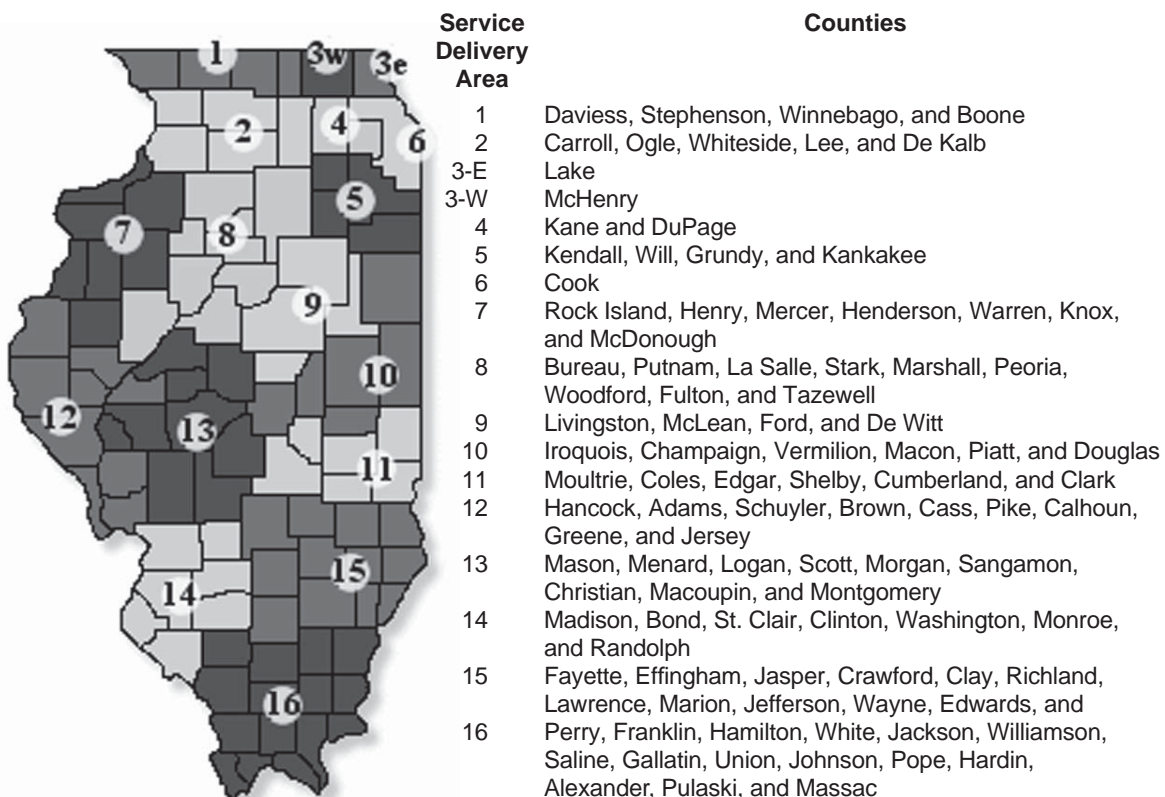 Service
Delivery
Area
Counties
1 Daviess, Stephenson, Winnebago, and Boone
2 Carroll, Ogle, Whiteside, Lee, and De Kalb
3-E Lake
3-W McHenry
4 Kane and DuPage
5 Kendall, Will, Grundy, and Kankakee
6 Cook
7 Rock Island, Henry, Mercer, Henderson, Warren, Knox,
and McDonough
8 Bureau, Putnam, La Salle, Stark, Marshall, Peoria,
Woodford, Fulton, and Tazewell
9 Livingston, McLean, Ford, and De Witt
10 Iroquois, Champaign, Vermilion, Macon, Piatt, and Douglas
11 Moultrie, Coles, Edgar, Shelby, Cumberland, and Clark
12 Hancock, Adams, Schuyler, Brown, Cass, Pike, Calhoun,
Greene, and Jersey
13 Mason, Menard, Logan, Scott, Morgan, Sangamon,
Christian, Macoupin, and Montgomery
14 Madison, Bond, St. Clair, Clinton, Washington, Monroe,
and Randolph
15 Fayette, Effingham, Jasper, Crawford, Clay, Richland,
Lawrence, Marion, Jefferson, Wayne, Edwards, and
16 Perry, Franklin, Hamilton, White, Jackson, Williamson,
Saline, Gallatin, Union, Johnson, Pope, Hardin,
Alexander, Pulaski, and Massac
1
3w
3e
2
4
6
5
7
8
9
10
12
13
11
15
14
16